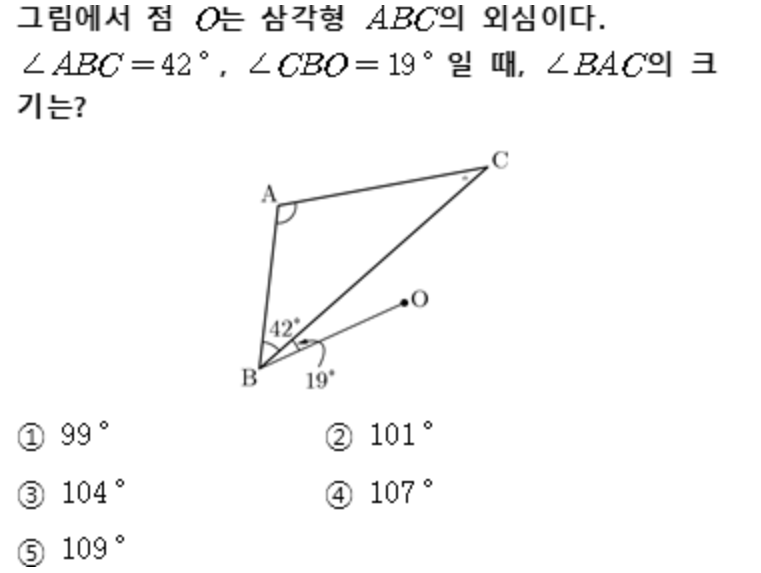 그림에서 점 O는 삼각형 ABC의 외심이다.
∠ABC=42°, ∠CBO=19°일 때, ∠BAC의 크
기는?
C
A
O
42°
B
19°
① 99° ② 101°
③ 104° ④ 107°
⑤ 109°